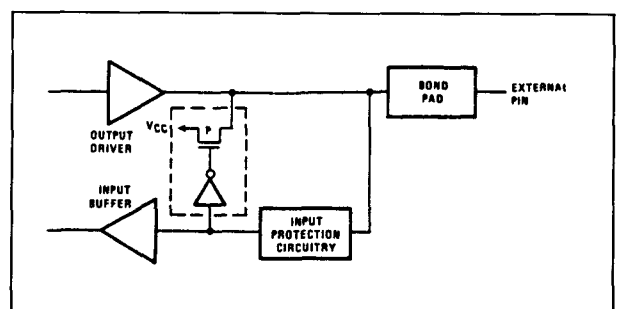 BOND
PAD
EXTERNAL
PIN
OUTPUT
DRIVER
VCC
P
INPUT
BUFFER
INPUT
PROTECTION
CIRCUITRY